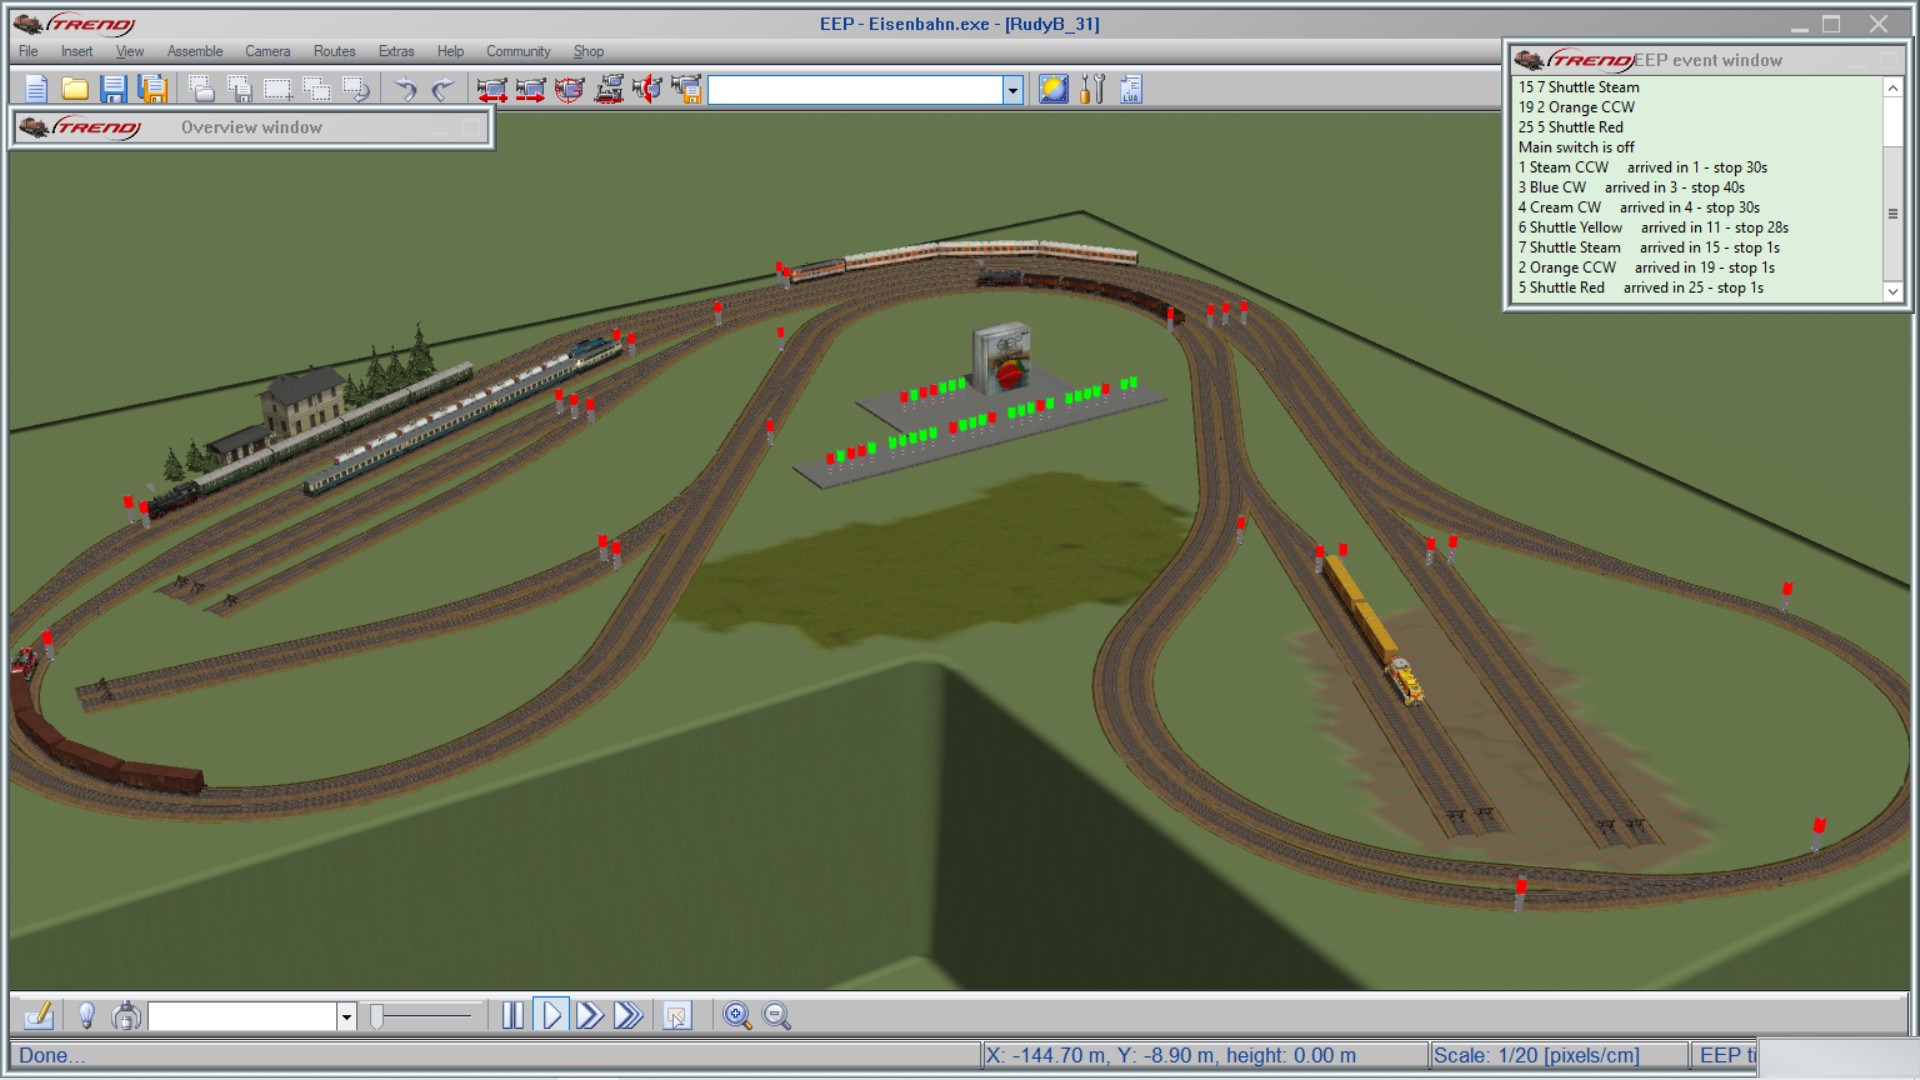 TREND
EEP - Eisenbahn.exe - [RudyB_31]
File Insert View Assemble Camera Routes Extras Help Community Shop
LUA
TREND EEP event window
15 7 Shuttle Steam
19 2 Orange CCW
25 5 Shuttle Red
Main switch is off
1 Steam CCW arrived in 1 - stop 30s
3 Blue CW arrived in 3 - stop 40s
4 Cream CW arrived in 4 - stop 30s
6 Shuttle Yellow arrived in 11 - stop 28s
7 Shuttle Steam arrived in 15 - stop 1s
2 Orange CCW arrived in 19 - stop 1s
5 Shuttle Red arrived in 25 - stop 1s
TREND Overview window
EEP
Done...
X: -144.70 m, Y: -8.90 m, height: 0.00 m
Scale: 1/20 [pixels/cm]
EEP ti